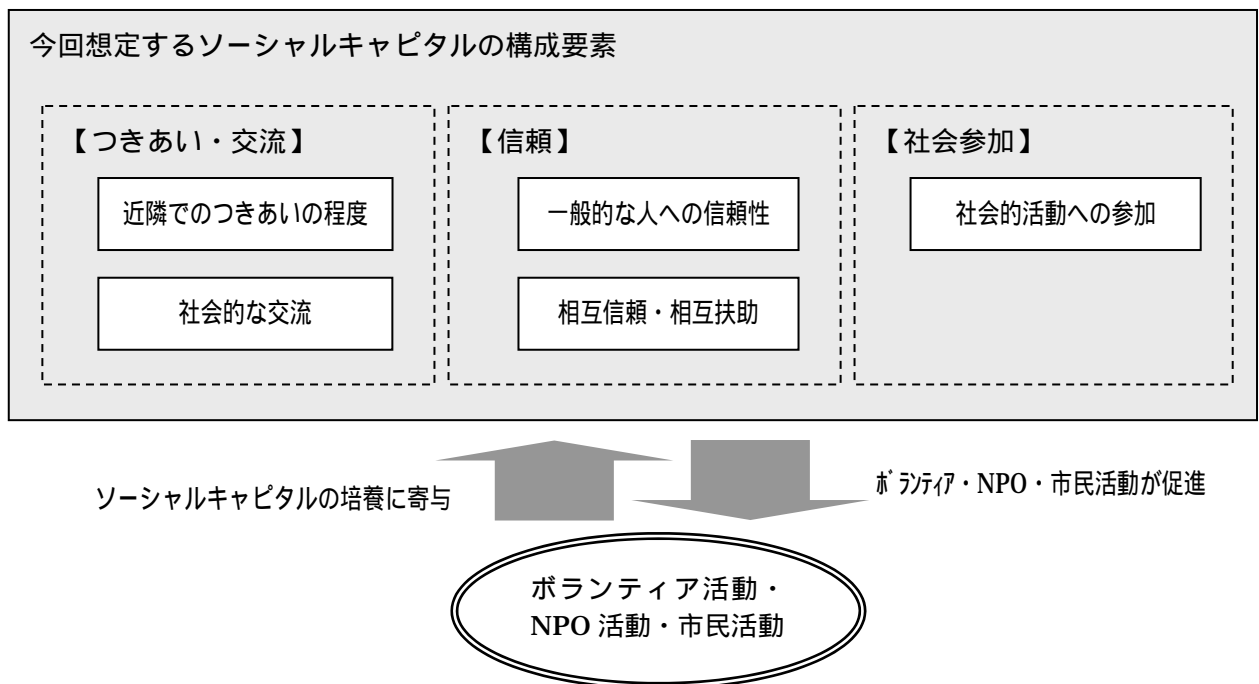 今回想定するソーシャルキャピタルの構成要素
【つきあい・交流】
近隣でのつきあいの程度
社会的な交流
【信頼】
一般的な人への信頼性
相互信頼・相互扶助
【社会参加】
社会的活動への参加
ソーシャルキャピタルの培養に寄与
ﾎﾞﾗﾝﾃｨｱ・NPO・市民活動が促進
ボランティア活動・
NPO 活動・市民活動